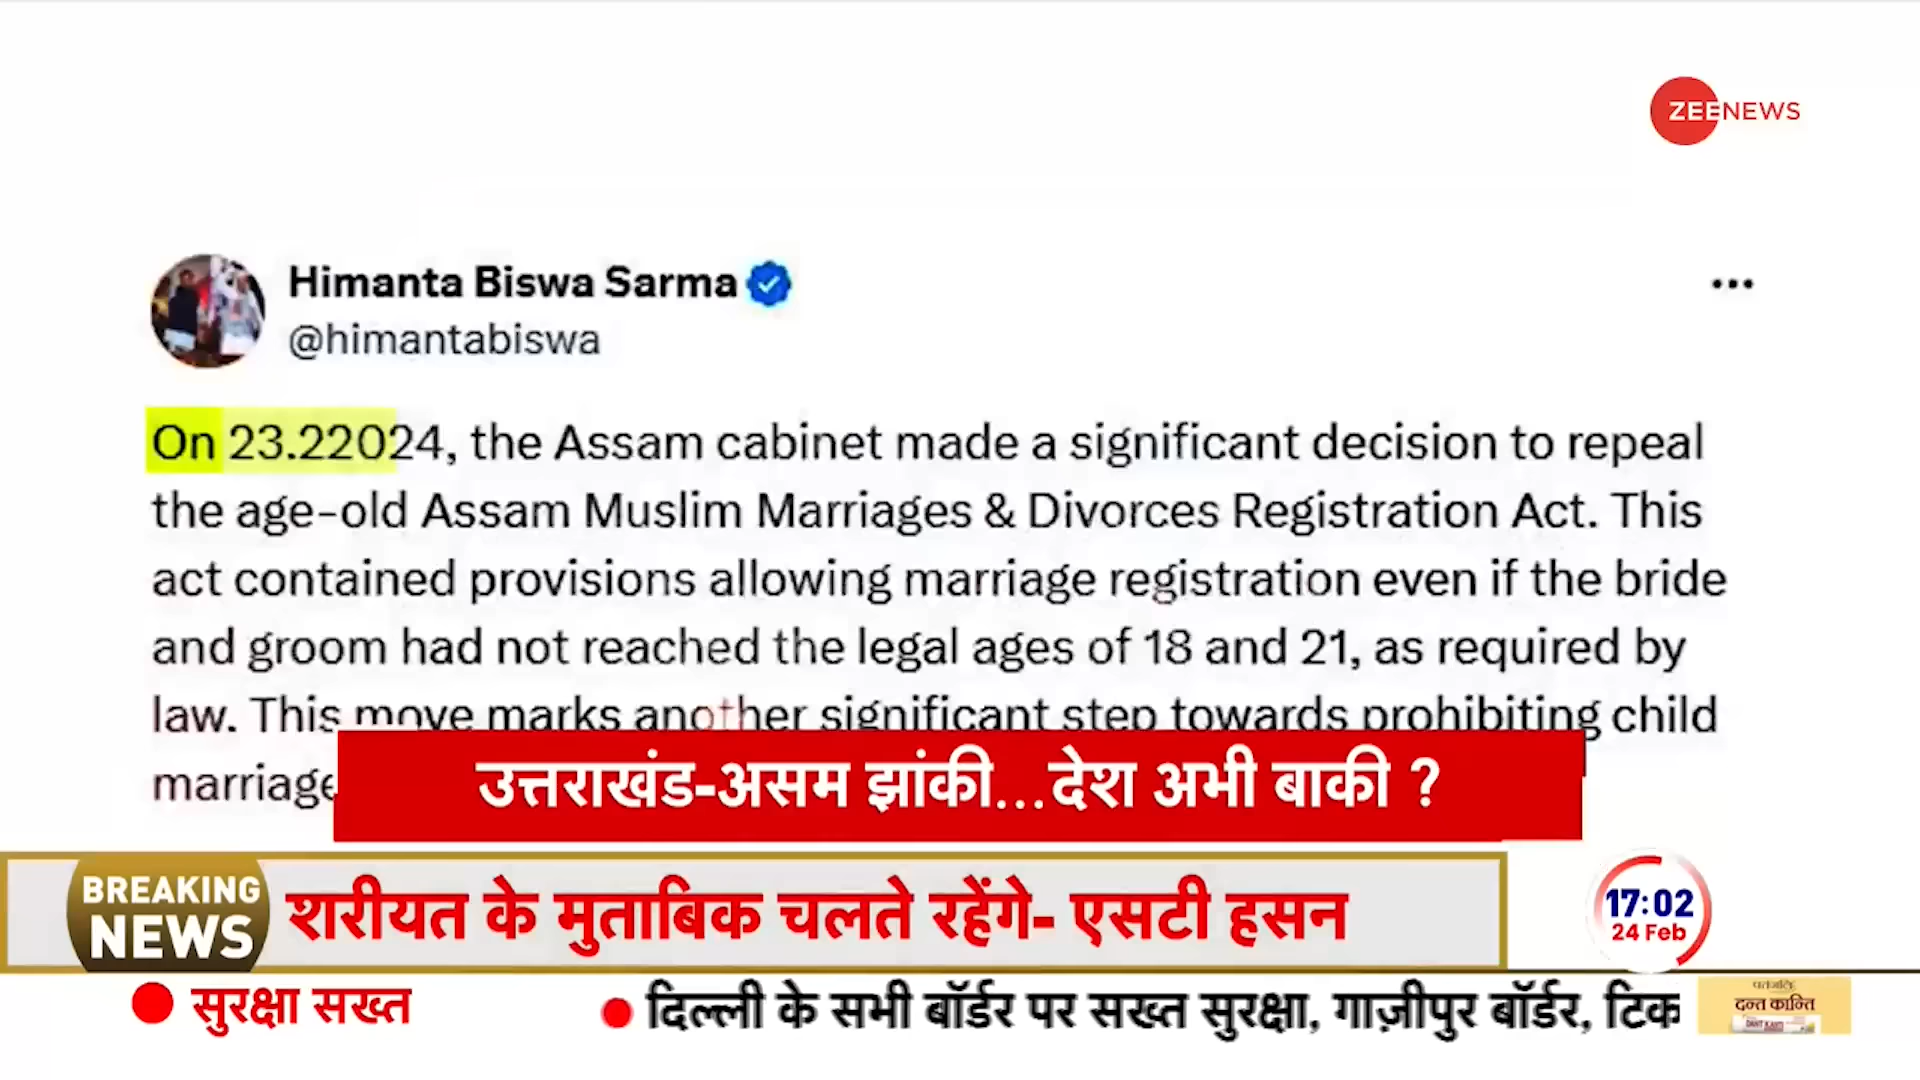 ZEENEWS
Himanta Biswa Sarma
@himantabiswa
On 23.22024, the Assam cabinet made a significant decision to repeal
the age-old Assam Muslim Marriages & Divorces Registration Act. This
act contained provisions allowing marriage registration even if the bride
and groom had not reached the legal ages of 18 and 21, as required by
law. This move marks another significant step towards prohibiting child
marriage
उत्तराखंड-असम झांकी...देश अभी बाकी ?
BREAKING
NEWS
शरीयत के मुताबिक चलते रहेंगे- एसटी हसन
17:02
24 Feb
सुरक्षा सख्त
दिल्ली के सभी बॉर्डर पर सख्त सुरक्षा, गाज़ीपुर बॉर्डर, टिक
पतंजलि
दन्त कान्ति